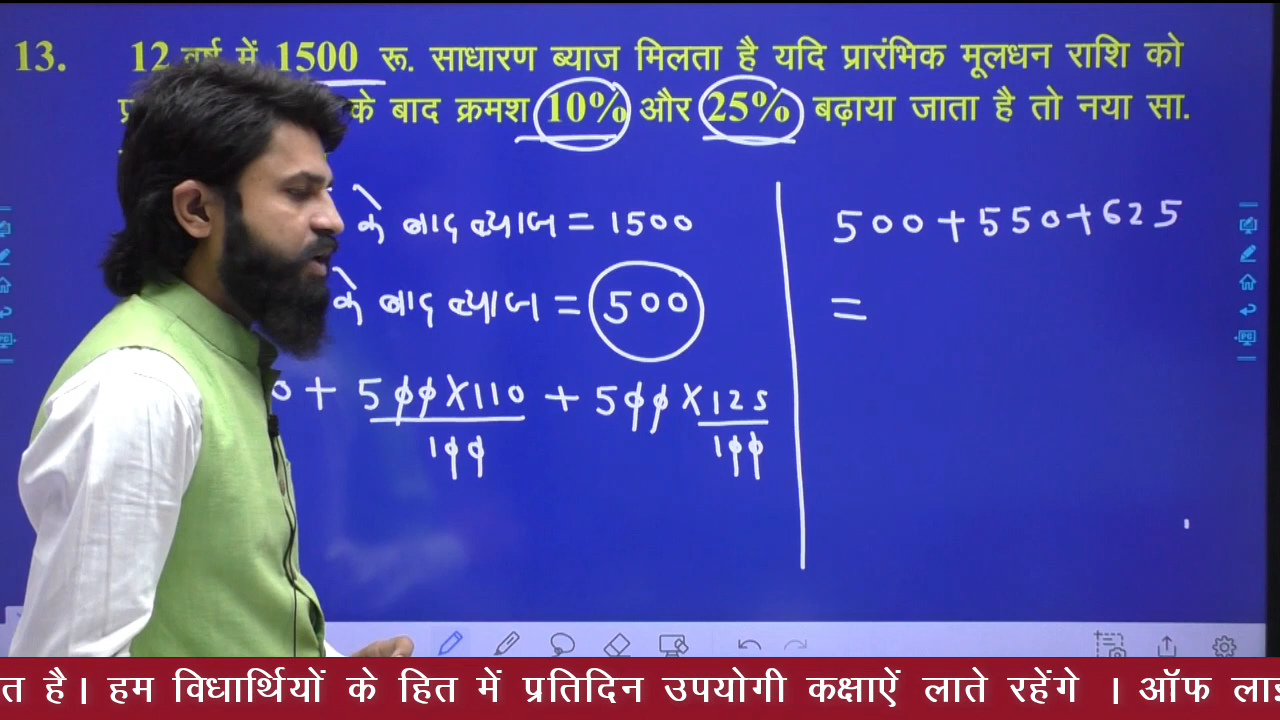 13. 12 वर्ष में 1500 रू. साधारण ब्याज मिलता है यदि प्रारंभिक मूलधन राशि को
के बाद क्रमश 10% और 25% बढ़ाया जाता है तो नया सा.
के बाद ब्याज = 1500
के बाद ब्याज = 500
0 + 500×110/100 + 500×125/100
500+550+625
=
त है। हम विधार्थियों के हित में प्रतिदिन उपयोगी कक्षाऐं लाते रहेंगे । ऑफ लाइ